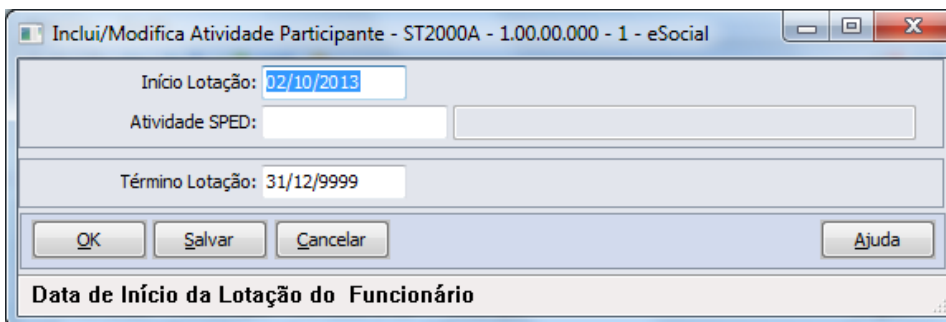 Inclui/Modifica Atividade Participante - ST2000A - 1.00.00.000 - 1 - eSocial
Início Lotação: 02/10/2013
Atividade SPED:
Término Lotação: 31/12/9999
OK Salvar Cancelar Ajuda
Data de Início da Lotação do  Funcionário